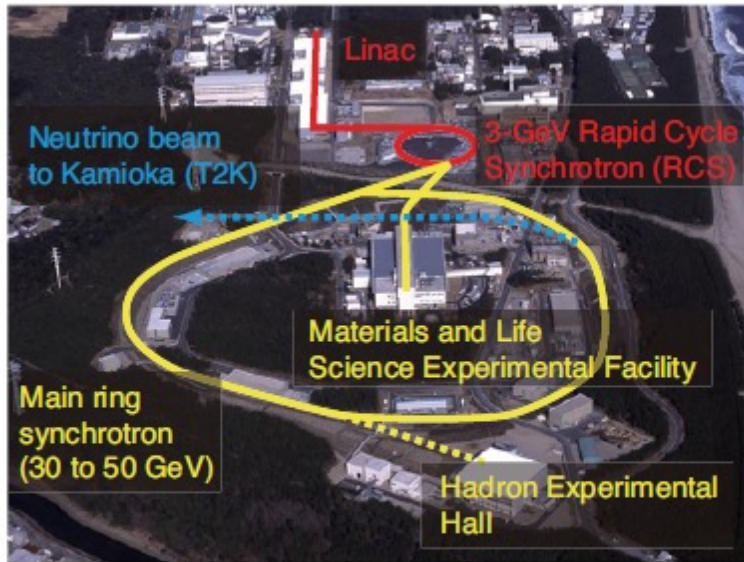 Linac
Neutrino beam
to Kamioka (T2K)
3-GeV Rapid Cycle
Synchrotron (RCS)
Materials and Life
Science Experimental Facility
Main ring
synchrotron
(30 to 50 GeV)
Hadron Experimental
Hall